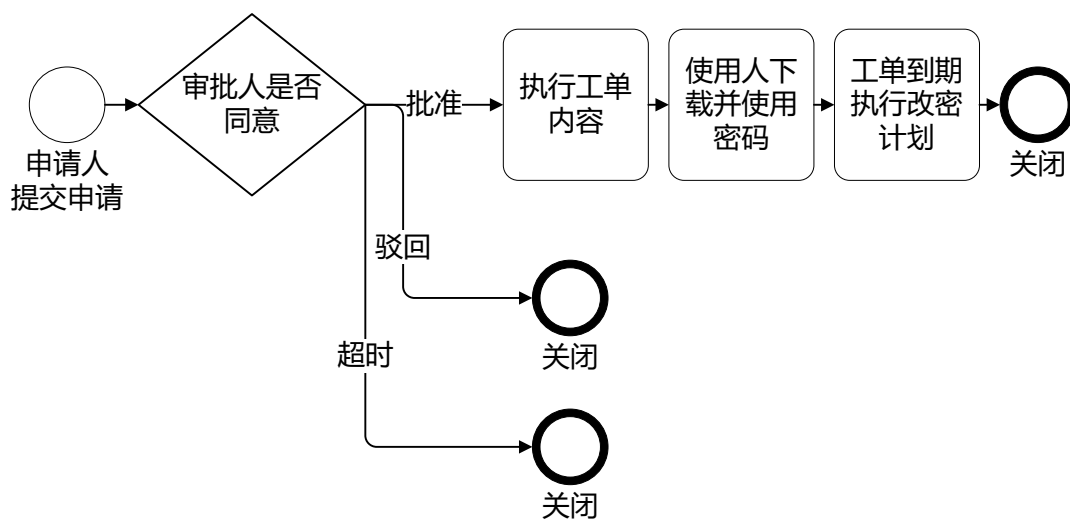 申请人
提交申请
审批人是否
同意
批准
执行工单
内容
使用人下
载并使用
密码
工单到期
执行改密
计划
关闭
驳回
关闭
超时
关闭